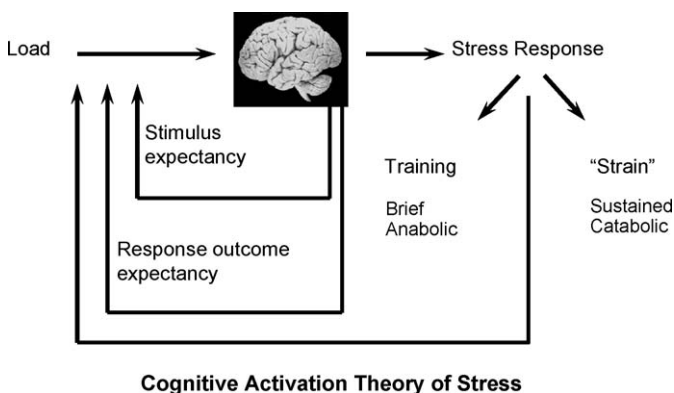 Load
Stress Response
Stimulus
expectancy
Training
“Strain”
Brief
Anabolic
Sustained
Catabolic
Response outcome
expectancy
Cognitive Activation Theory of Stress